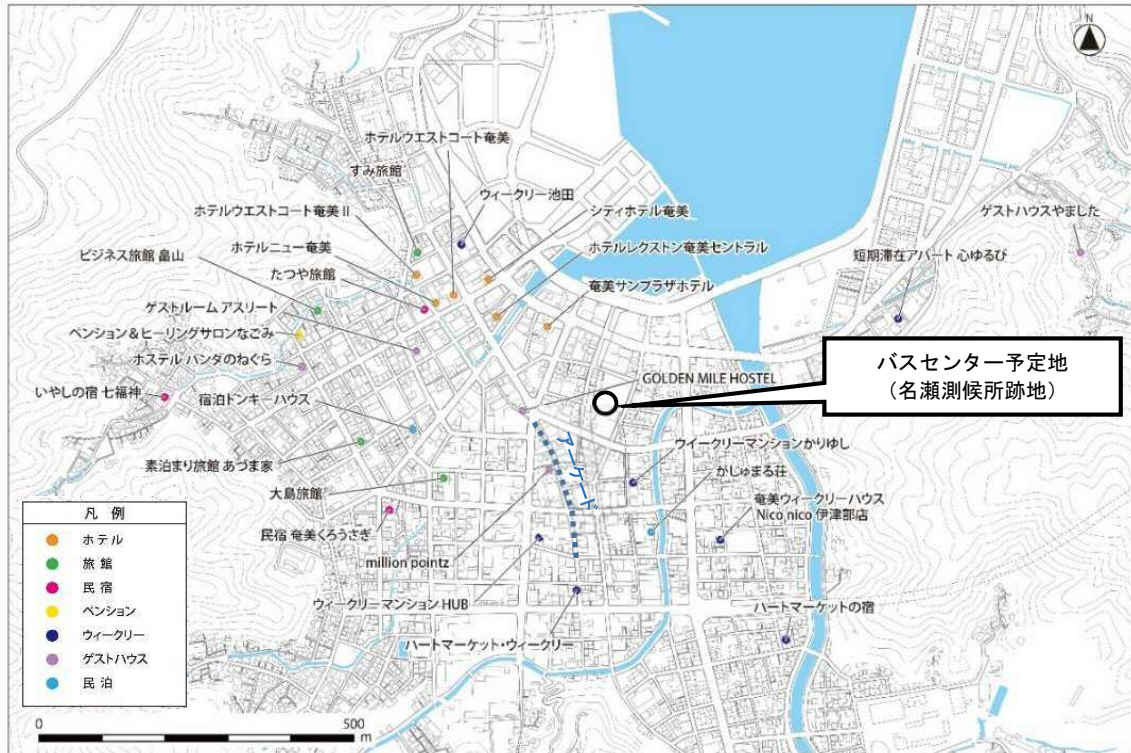 N
ホテルウエストコート奄美
すみ旅館
ウィークリー池田
ホテルウエストコート奄美Ⅱ
シティホテル奄美
ゲストハウスやました
ビジネス旅館 畠山
ホテルニュー奄美
ホテルレクストン奄美セントラル
短期滞在アパート 心ゆるび
たつや旅館
奄美サンプラザホテル
ゲストルーム アスリート
ペンション&ヒーリングサロンなごみ
ホステル パンダのねぐら
バスセンター予定地
(名瀬測候所跡地)
GOLDEN MILE HOSTEL
いやしの宿 七福神
宿泊ドンキーハウス
アーケード
ウイークリーマンションかりゆし
素泊まり旅館 あづま家
がじゅまる荘
大島旅館
奄美ウィークリーハウス
Nico nico 伊津部店
民宿 奄美くろうさぎ
million pointz
ウィークリーマンション HUB
ハートマーケットの宿
ハートマーケット・ウィークリー
凡 例
ホテル
旅 館
民 宿
ペンション
ウィークリー
ゲストハウス
民 泊
0
500
m